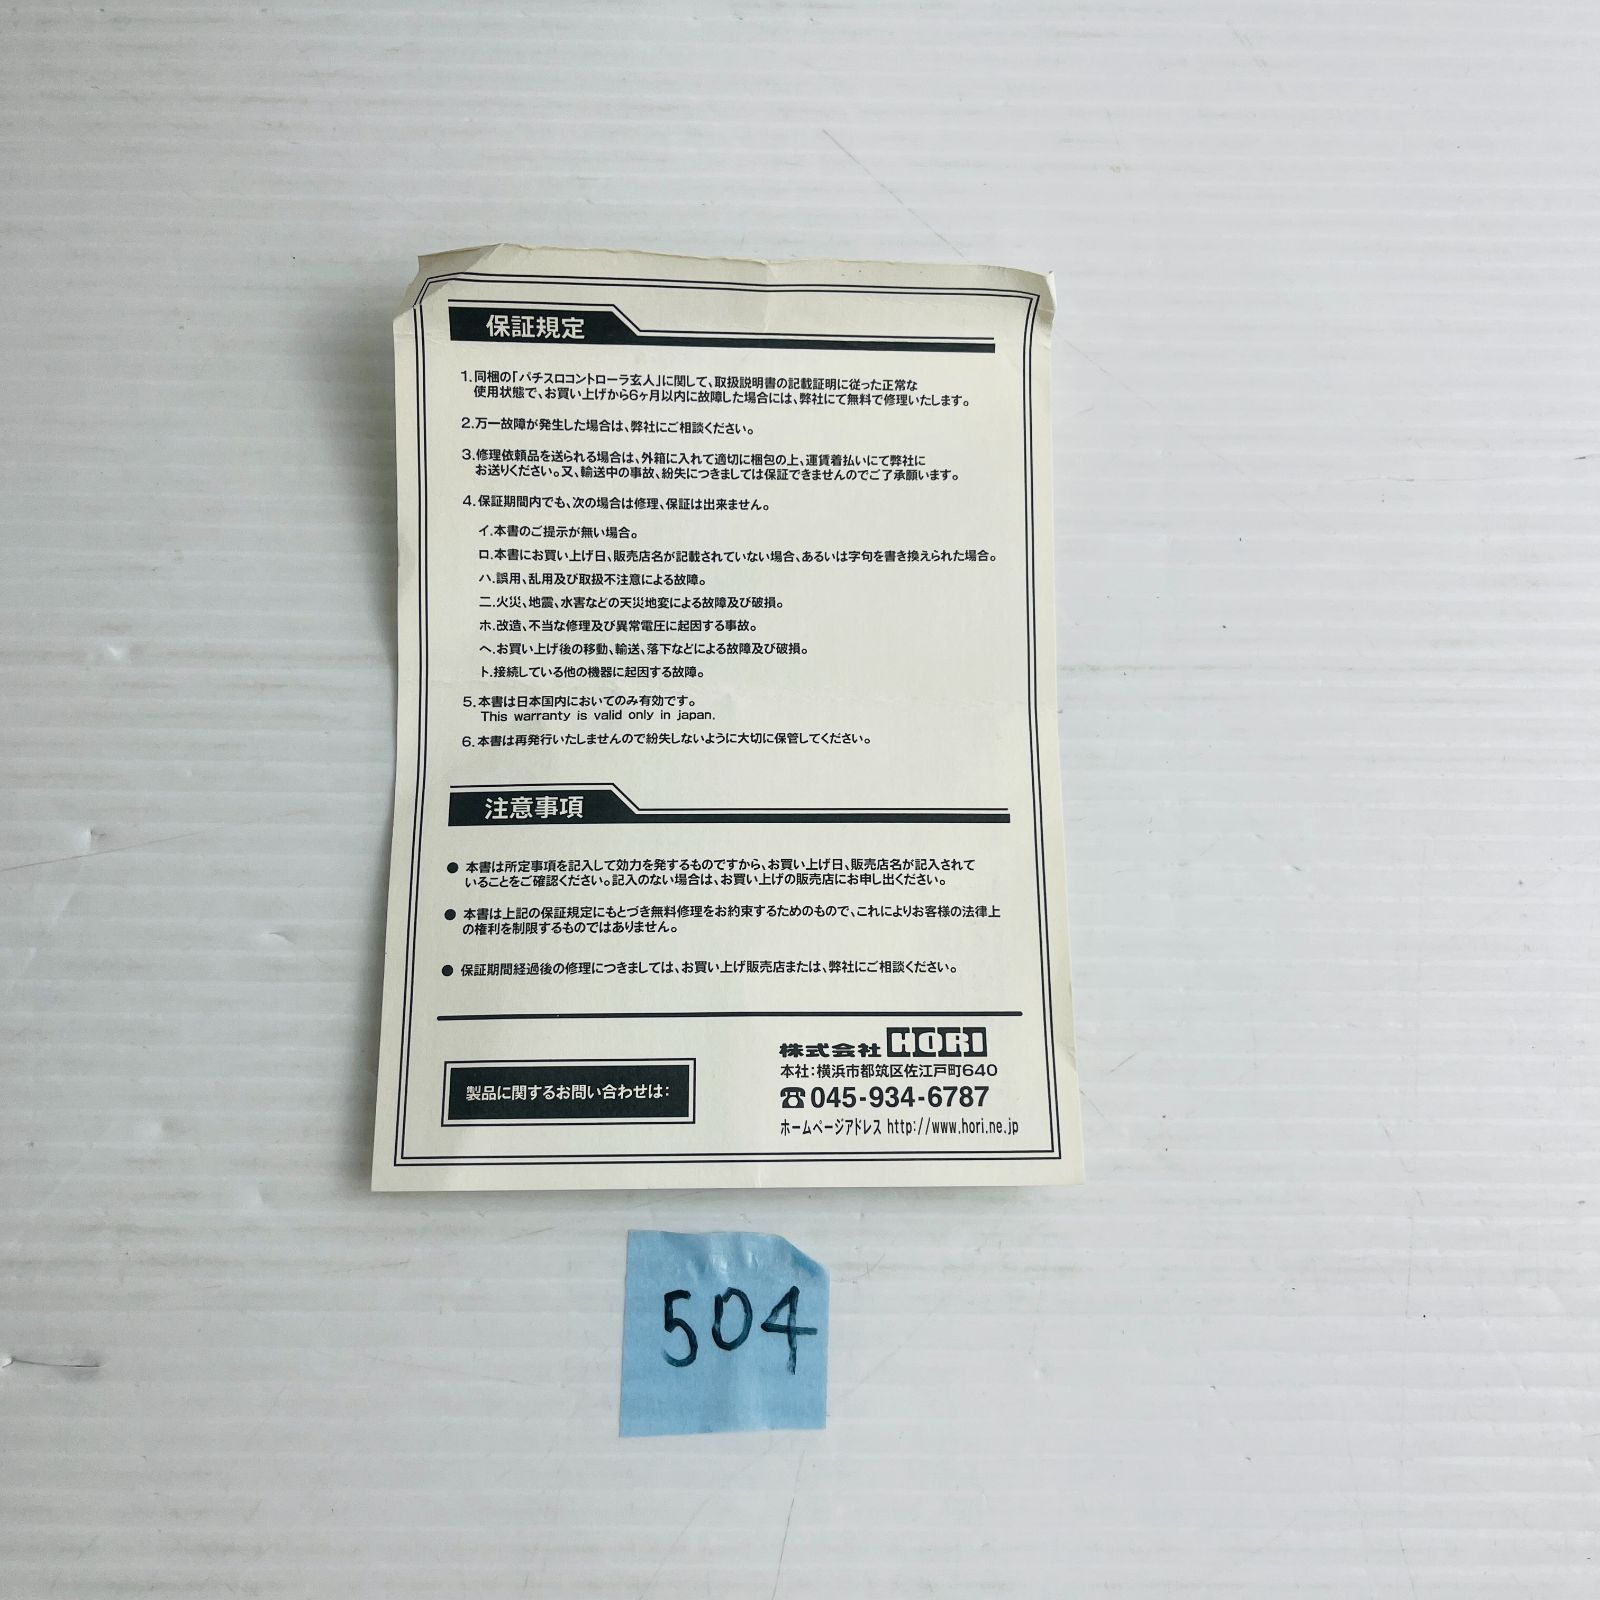 保証規定
1.同梱の「パチスロコントローラ玄人」に関して、取扱説明書の記載証明に従った正常な
使用状態で、お買い上げから6ヶ月以内に故障した場合には、弊社にて無料で修理いたします。
2.万一故障が発生した場合は、弊社にご相談ください。
3.修理依頼品を送られる場合は、外箱に入れて適切に梱包の上、運賃着払いにて弊社に
お送りください。又、輸送中の事故、紛失につきましては保証できませんのでご了承願います。
4.保証期間内でも、次の場合は修理、保証は出来ません。
イ.本書のご提示が無い場合。
ロ.本書にお買い上げ日、販売店名が記載されていない場合、あるいは字句を書き換えられた場合。
ハ.誤用、乱用及び取扱不注意による故障。
ニ.火災、地震、水害などの天災地変による故障及び破損。
ホ.改造、不当な修理及び異常電圧に起因する事故。
ヘ.お買い上げ後の移動、輸送、落下などによる故障及び破損。
ト.接続している他の機器に起因する故障。
5.本書は日本国内においてのみ有効です。
This warranty is valid only in japan.
6.本書は再発行いたしませんので紛失しないように大切に保管してください。
注意事項
● 本書は所定事項を記入して効力を発するものですから、お買い上げ日、販売店名が記入されて
いることをご確認ください。記入のない場合は、お買い上げの販売店にお申し出ください。
● 本書は上記の保証規定にもとづき無料修理をお約束するためのもので、これによりお客様の法律上
の権利を制限するものではありません。
● 保証期間経過後の修理につきましては、お買い上げ販売店または、弊社にご相談ください。
製品に関するお問い合わせは:
株式会社 HORI
本社:横浜市都筑区佐江戸町640
☎045-934-6787
ホームページアドレス http://www.hori.ne.jp
504